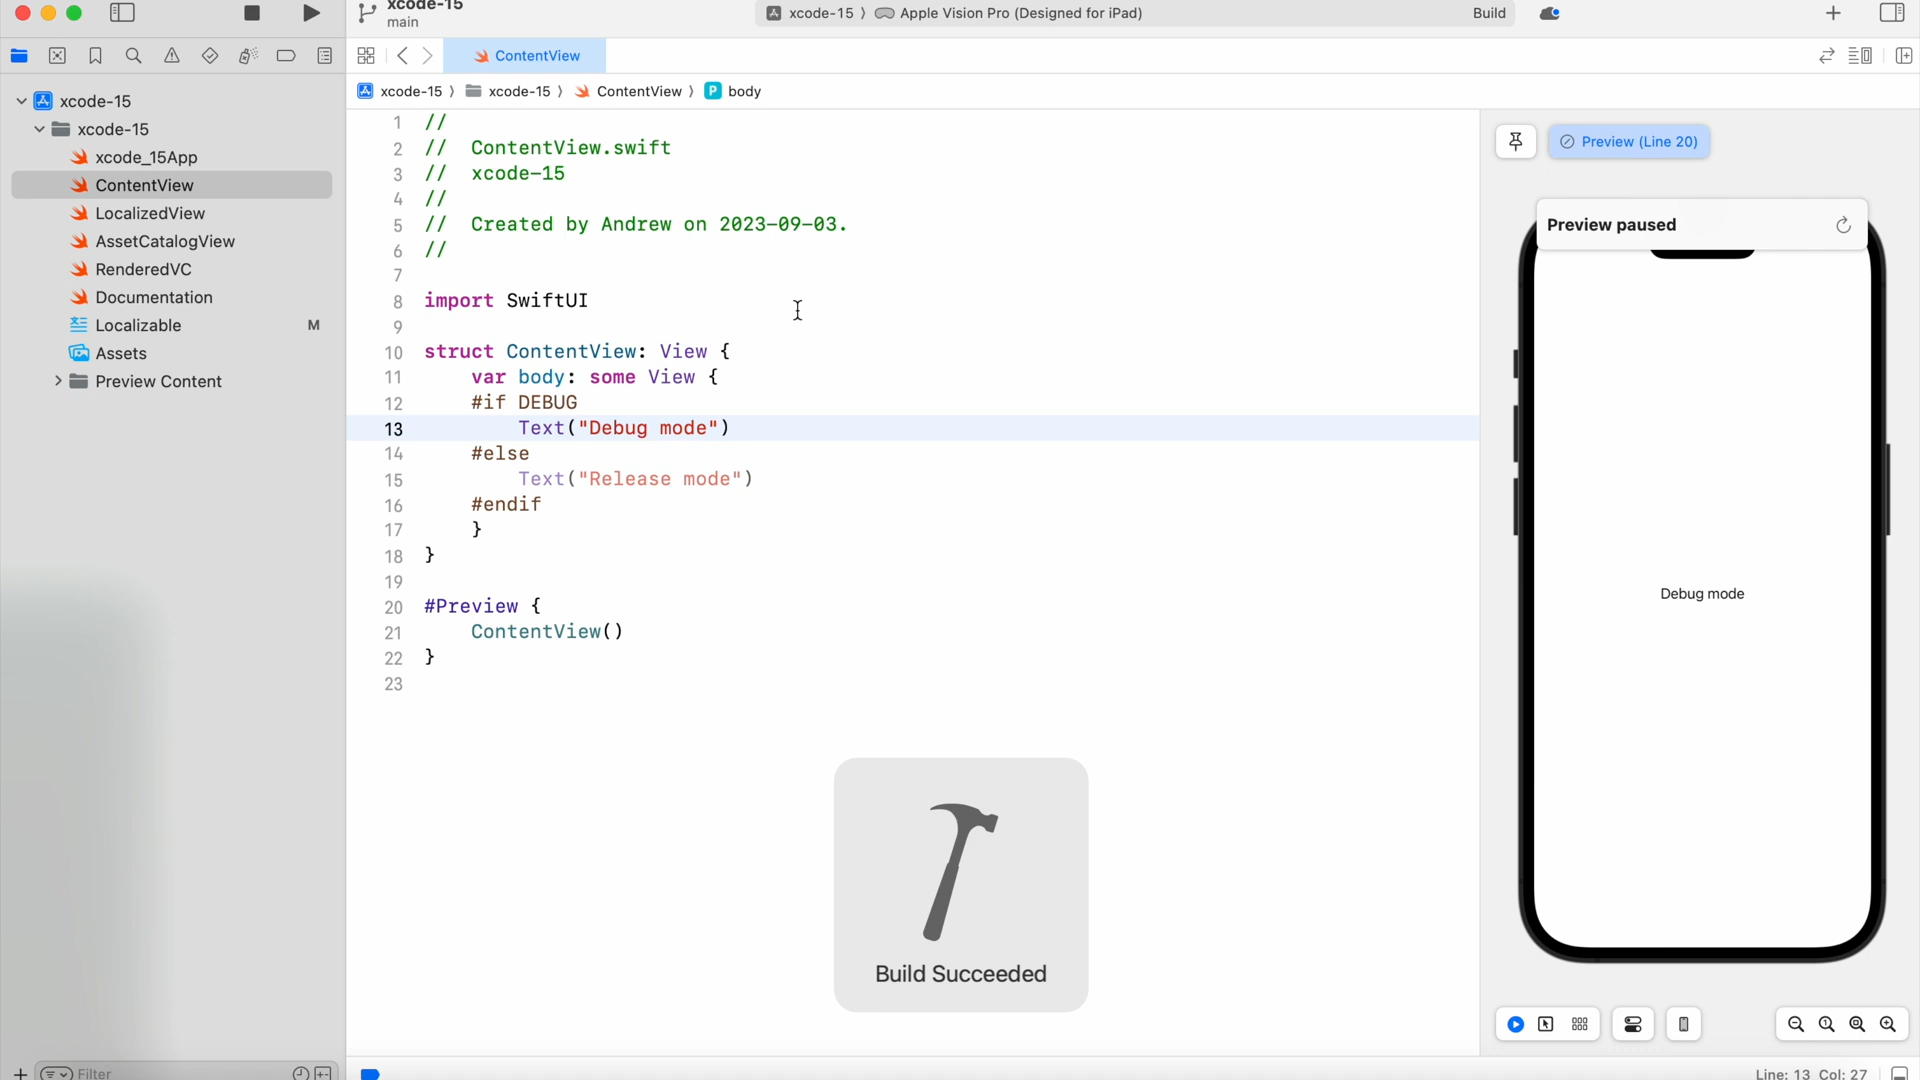 xcode-15
main
xcode-15 ⟩ Apple Vision Pro (Designed for iPad)
Build
ContentView
xcode-15 ⟩ xcode-15 ⟩ ContentView ⟩ P body
xcode-15
xcode-15
xcode_15App
ContentView
LocalizedView
AssetCatalogView
RenderedVC
Documentation
Localizable M
Assets
Preview Content
Filter
1 //
2 // ContentView.swift
3 // xcode-15
4 //
5 // Created by Andrew on 2023-09-03.
6 //
7
8 import SwiftUI
9
10 struct ContentView: View {
11 var body: some View {
12 #if DEBUG
13 Text("Debug mode")
14 #else
15 Text("Release mode")
16 #endif
17 }
18 }
19
20 #Preview {
21 ContentView()
22 }
23
Build Succeeded
Preview (Line 20)
Preview paused
Debug mode
Line: 13 Col: 27